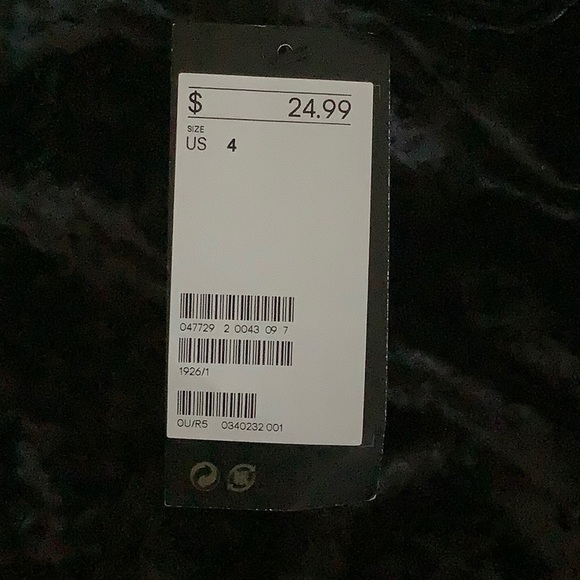 $ 24.99
SIZE
US 4
047729 2 0043 09 7
1926/1
OU/R5 0340232 001